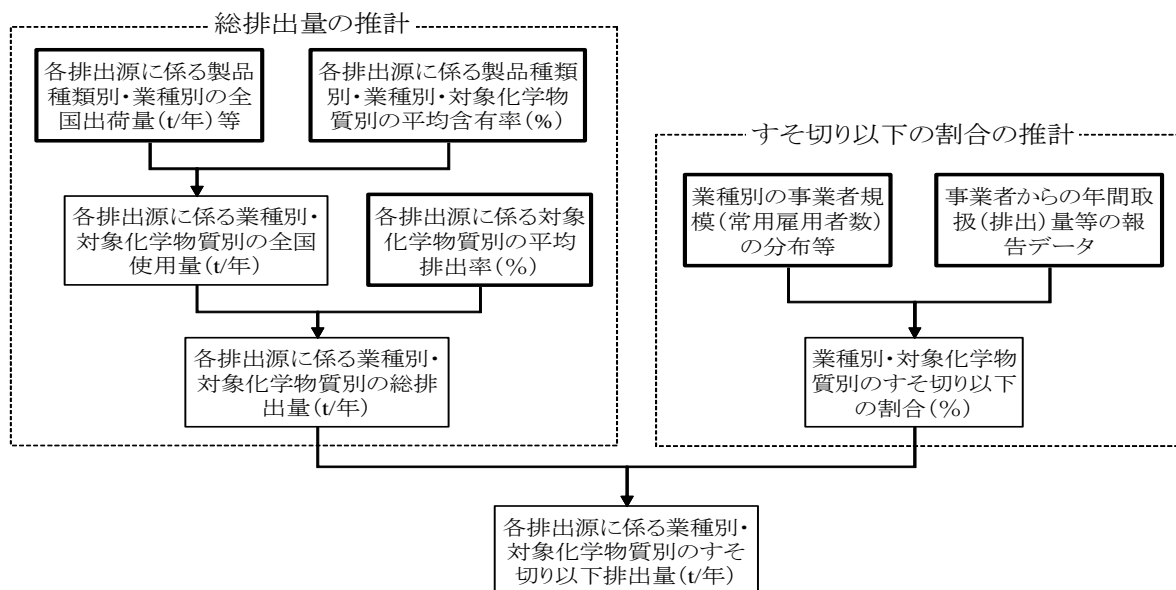 総排出量の推計
各排出源に係る製品
種類別・業種別の全
国出荷量(t/年)等
各排出源に係る製品種類
別・業種別・対象化学物
質別の平均含有率(%)
各排出源に係る業種別・
対象化学物質別の全国
使用量(t/年)
各排出源に係る対象
化学物質別の平均
排出率(%)
各排出源に係る業種別・
対象化学物質別の総排
出量(t/年)
すそ切り以下の割合の推計
業種別の事業者規
模(常用雇用者数)
の分布等
事業者からの年間取
扱(排出)量等の報
告データ
業種別・対象化学物
質別のすそ切り以下
の割合(%)
各排出源に係る業種別・
対象化学物質別のすそ
切り以下排出量(t/年)